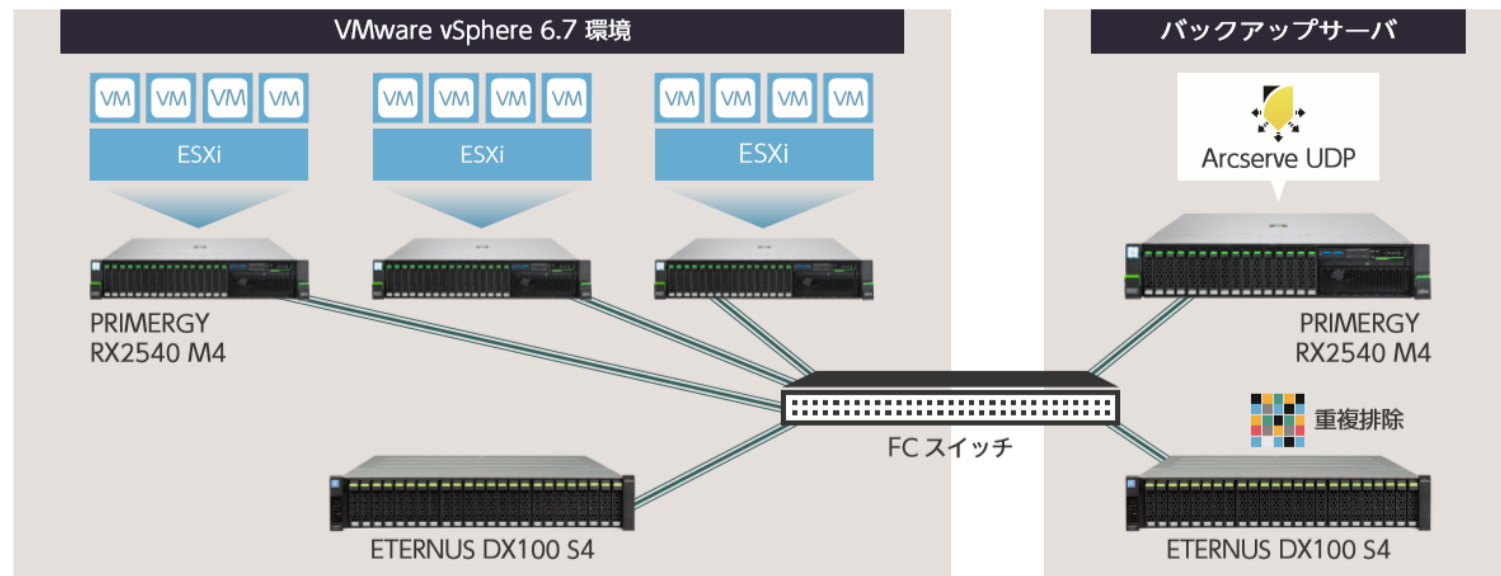 VMware vSphere 6.7 環境
VM VM VM VM
VM VM VM VM
VM VM VM VM
ESXi
ESXi
ESXi
PRIMERGY
RX2540 M4
ETERNUS DX100 S4
FC スイッチ
バックアップサーバ
Arcserve UDP
PRIMERGY
RX2540 M4
重複排除
ETERNUS DX100 S4